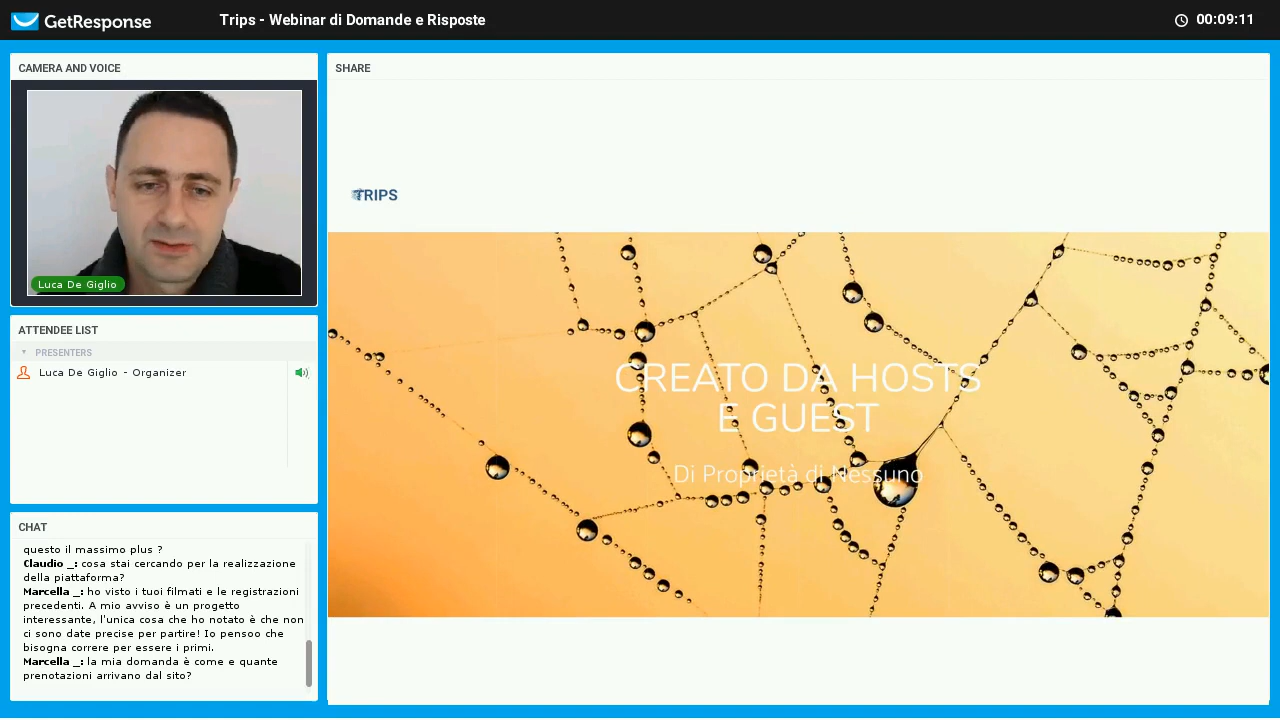 GetResponse
Trips - Webinar di Domande e Risposte
00:09:11
CAMERA AND VOICE
Luca De Giglio
ATTENDEE LIST
PRESENTERS
Luca De Giglio - Organizer
CHAT
questo il massimo plus ?
Claudio _: cosa stai cercando per la realizzazione
della piattaforma?
Marcella _: ho visto i tuoi filmati e le registrazioni
precedenti. A mio avviso è un progetto
interessante, l'unica cosa che ho notato è che non
ci sono date precise per partire! Io pensoo che
bisogna correre per essere i primi.
Marcella _: la mia domanda è come e quante
prenotazioni arrivano dal sito?
SHARE
TRIPS
CREATO DA HOSTS
E GUEST
Di Proprietà di Nessuno